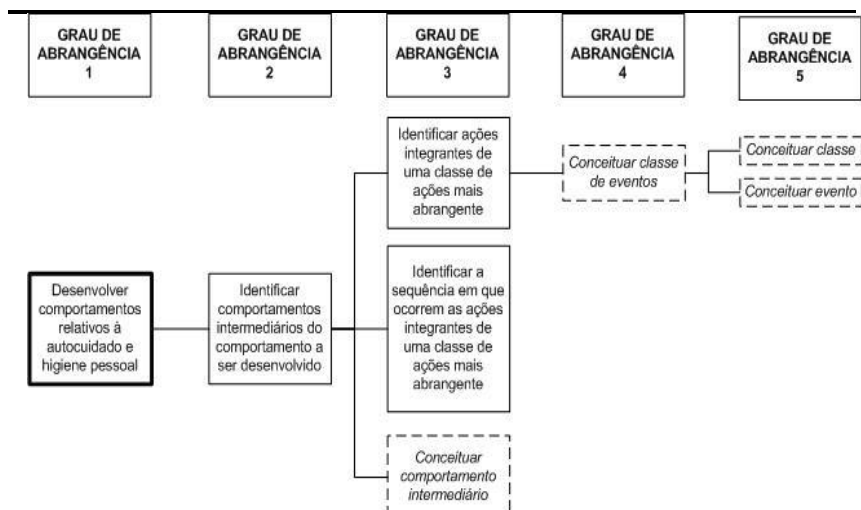 GRAU DE
ABRANGÊNCIA
1
GRAU DE
ABRANGÊNCIA
2
GRAU DE
ABRANGÊNCIA
3
GRAU DE
ABRANGÊNCIA
4
GRAU DE
ABRANGÊNCIA
5
Desenvolver
comportamentos
relativos à
autocuidado e
higiene pessoal
Identificar
comportamentos
intermediários do
comportamento a
ser desenvolvido
Identificar ações
integrantes de
uma classe de
ações mais
abrangente
Identificar a
sequência em que
ocorrem as ações
integrantes de
uma classe de
ações mais
abrangente
Conceituar
comportamento
intermediário
Conceituar classe
de eventos
Conceituar classe
Conceituar evento